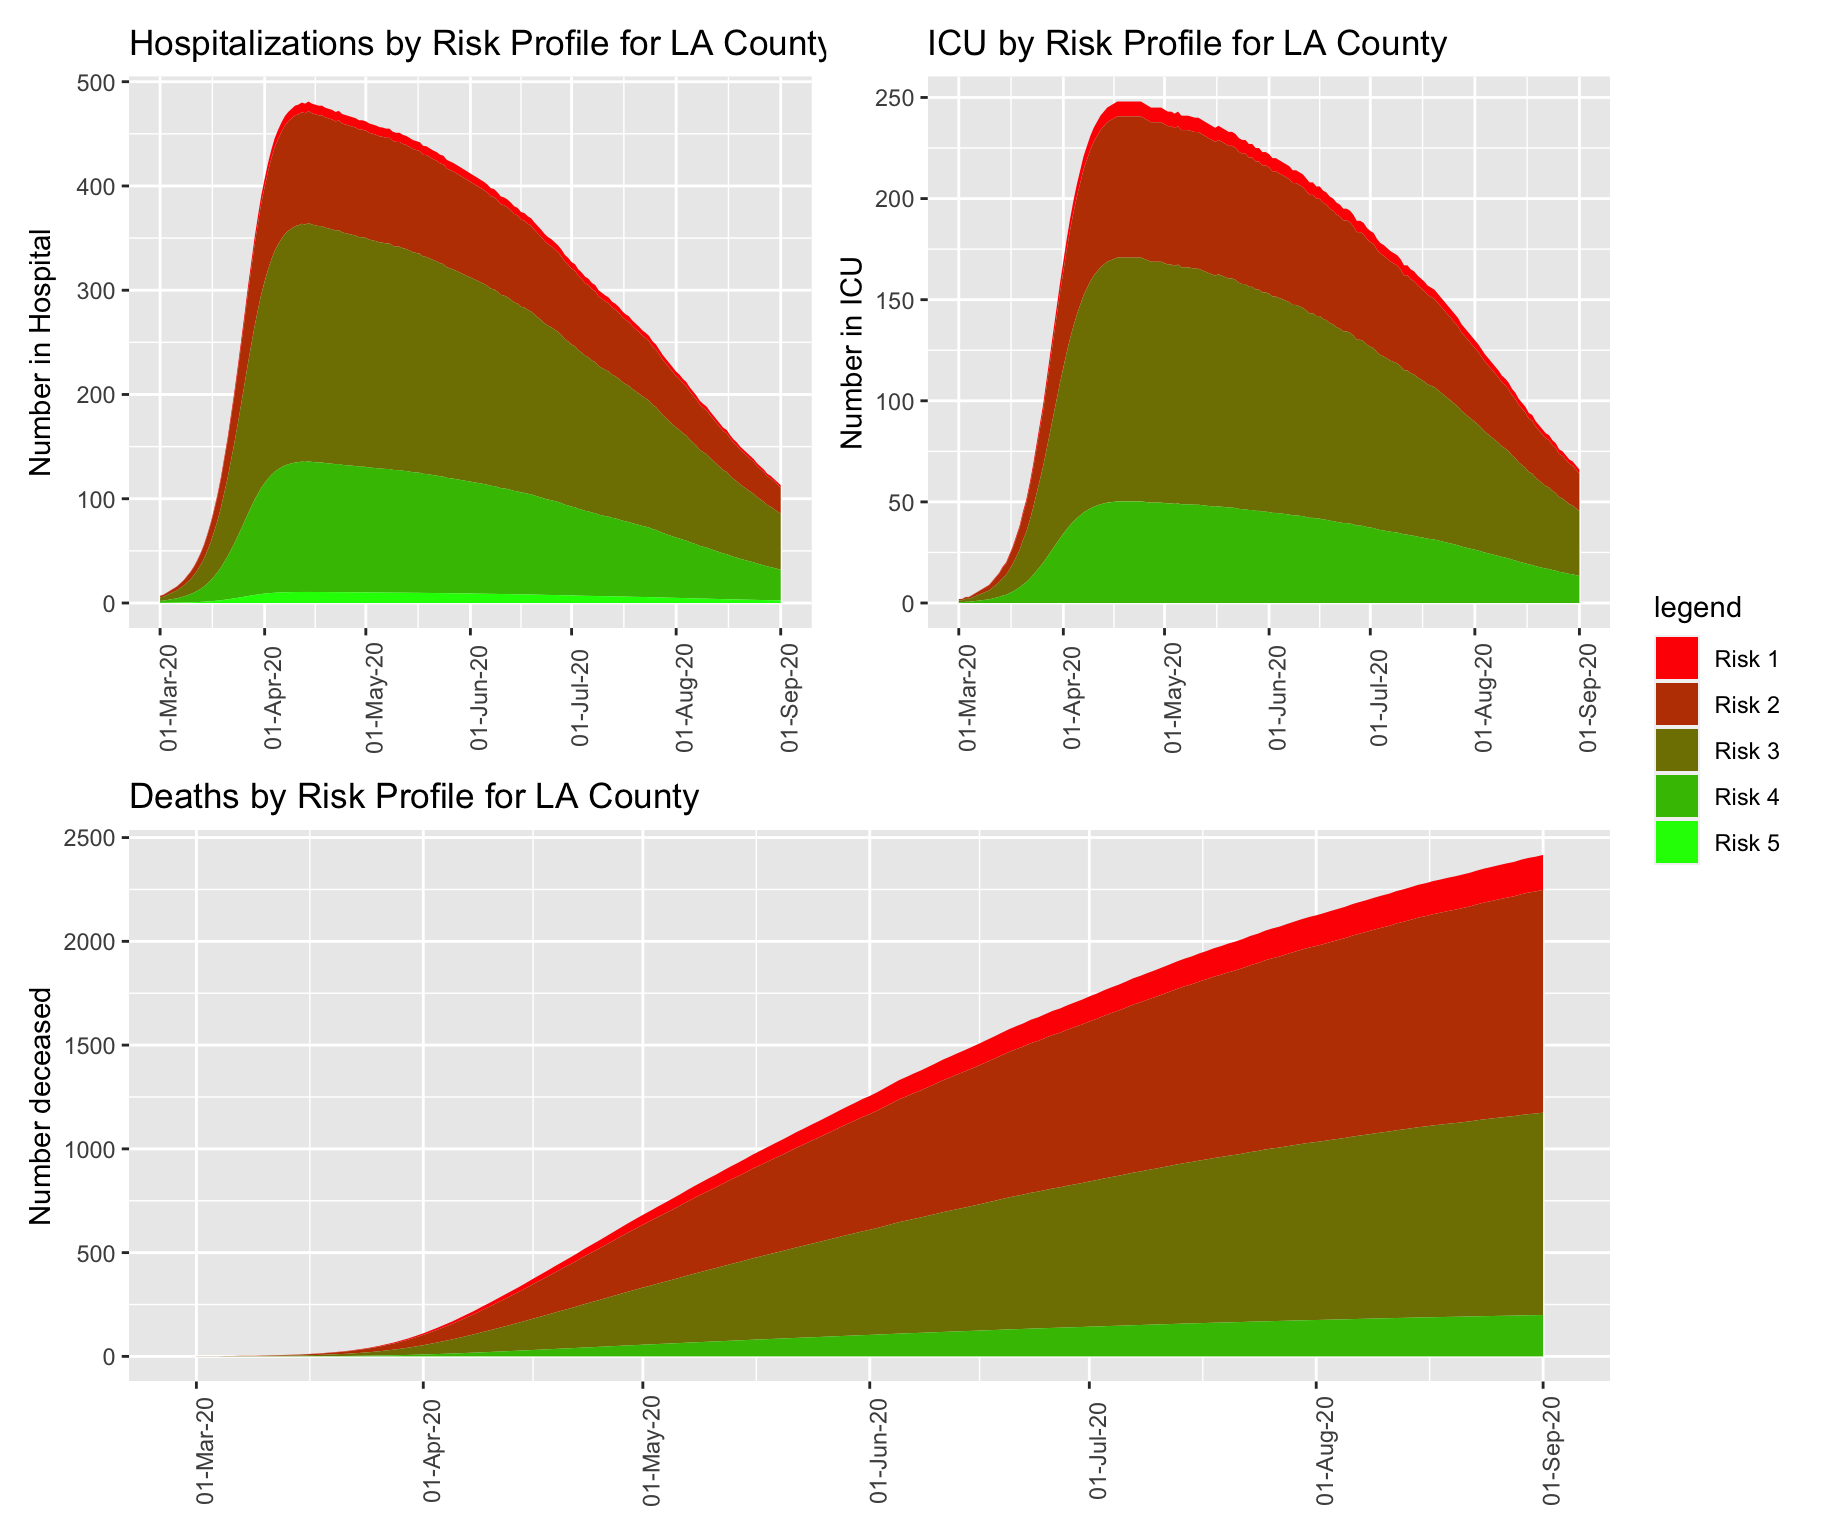 Hospitalizations by Risk Profile for LA County
500
400
300
200
100
0
Number in Hospital
01-Mar-20
01-Apr-20
01-May-20
01-Jun-20
01-Jul-20
01-Aug-20
01-Sep-20
ICU by Risk Profile for LA County
250
200
150
100
50
0
Number in ICU
01-Mar-20
01-Apr-20
01-May-20
01-Jun-20
01-Jul-20
01-Aug-20
01-Sep-20
legend
Risk 1
Risk 2
Risk 3
Risk 4
Risk 5
Deaths by Risk Profile for LA County
2500
2000
1500
1000
500
0
Number deceased
01-Mar-20
01-Apr-20
01-May-20
01-Jun-20
01-Jul-20
01-Aug-20
01-Sep-20